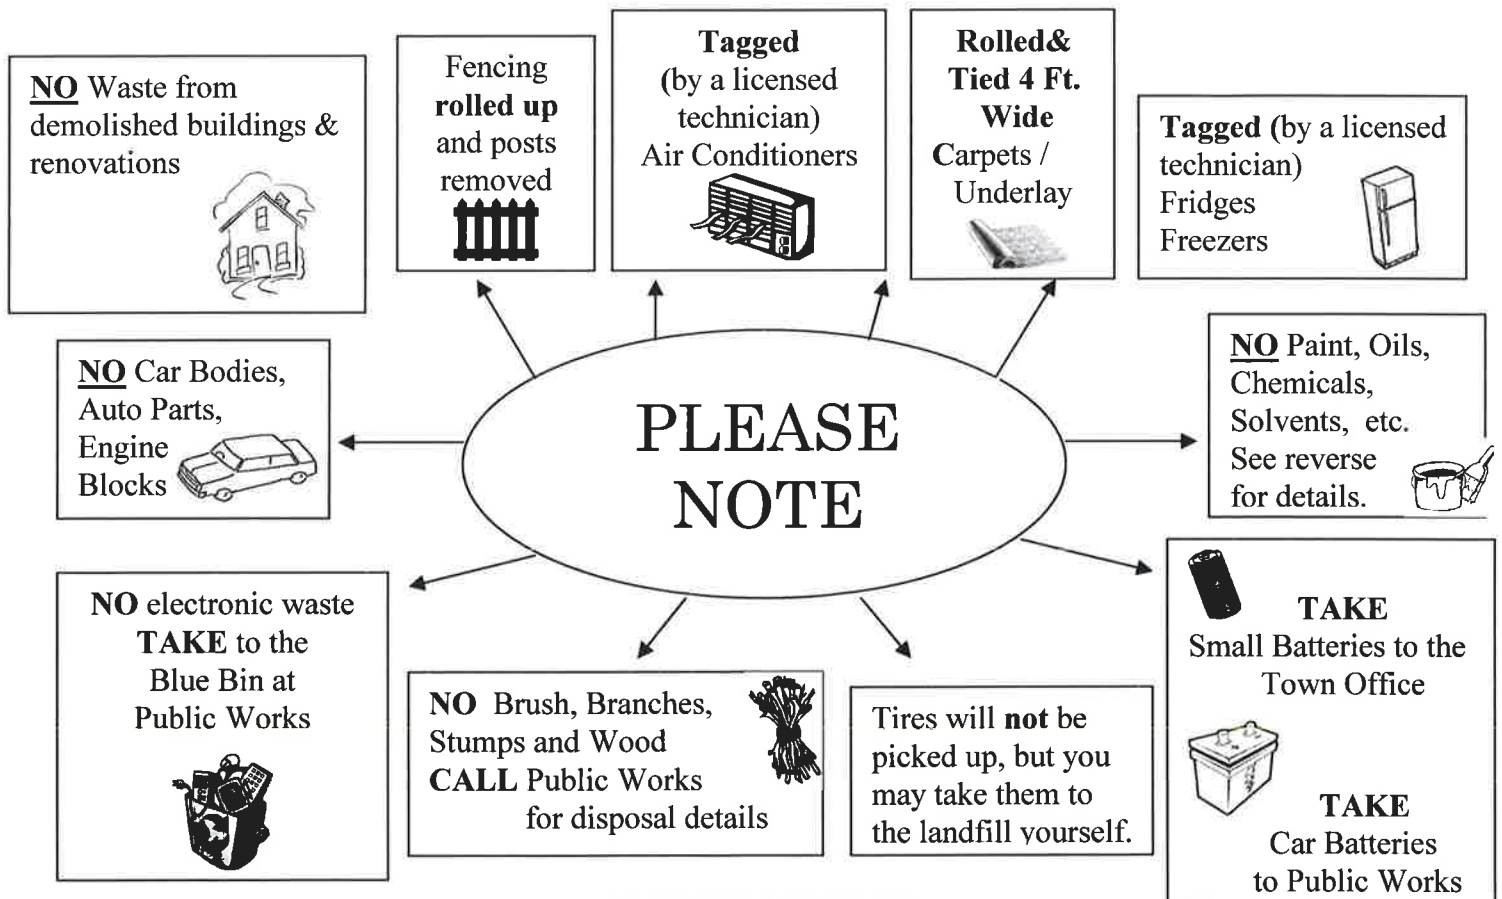 NO Waste from
demolished buildings &
renovations
Fencing
rolled up
and posts
removed
Tagged
(by a licensed
technician)
Air Conditioners
Rolled&
Tied 4 Ft.
Wide
Carpets /
Underlay
Tagged (by a licensed
technician)
Fridges
Freezers
NO Car Bodies,
Auto Parts,
Engine
Blocks
PLEASE
NOTE
NO Paint, Oils,
Chemicals,
Solvents, etc.
See reverse
for details.
NO electronic waste
TAKE to the
Blue Bin at
Public Works
NO Brush, Branches,
Stumps and Wood
CALL Public Works
for disposal details
Tires will not be
picked up, but you
may take them to
the landfill yourself.
TAKE
Small Batteries to the
Town Office
TAKE
Car Batteries
to Public Works